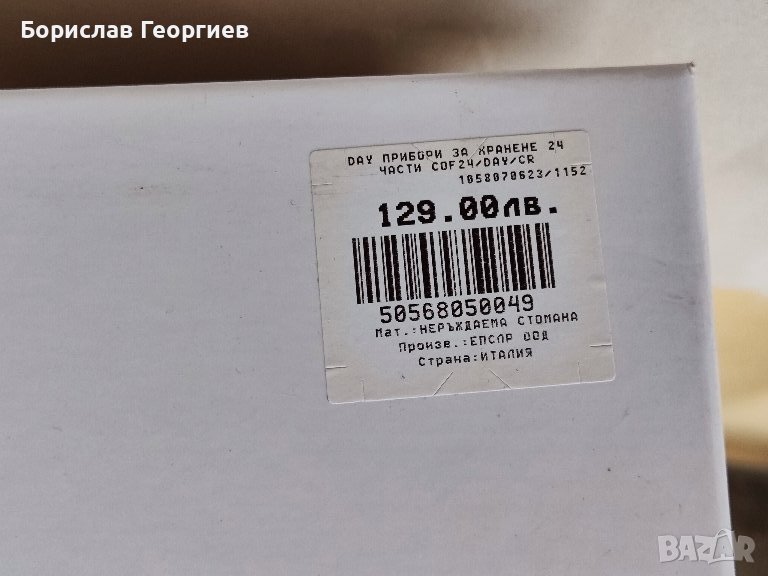 Борислав Георгиев
DAY ПРИБОРИ ЗА ХРАНЕНЕ 24
ЧАСТИ COF24/DAY/CR
1058070623/1152
129.00лв.
50568050049
Мат.:НЕРЪЖДАЕМА СТОМАНА
Произв.:ЕПСЛР ООД
Страна:ИТАЛИЯ
BAZAR